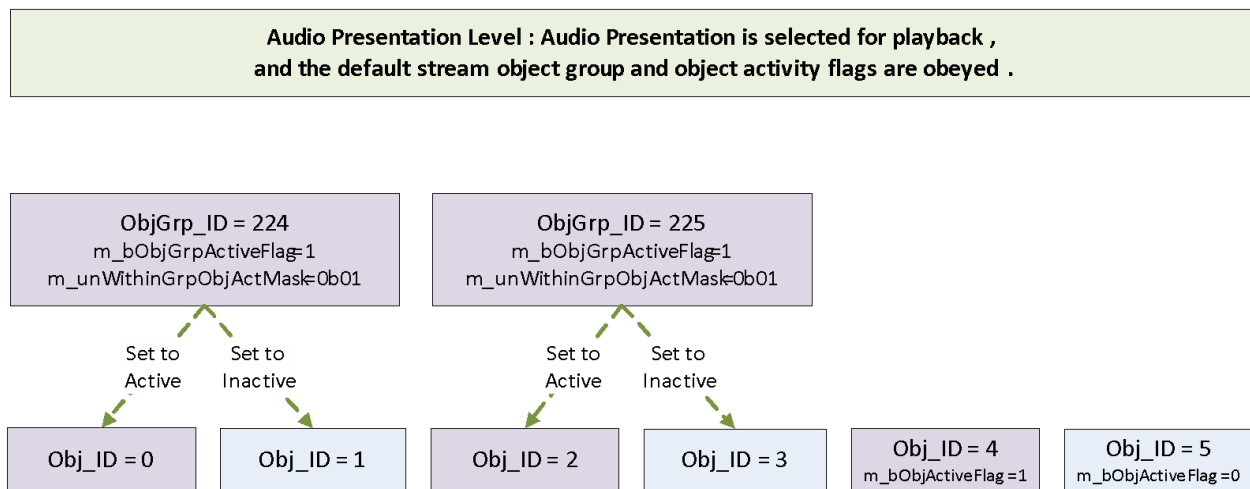 Audio Presentation Level : Audio Presentation is selected for playback ,
and the default stream object group and object activity flags are obeyed .
ObjGrp_ID = 224
m_bObjGrpActiveFlag=1
m_unWithinGrpObjActMask=0b01
ObjGrp_ID = 225
m_bObjGrpActiveFlag=1
m_unWithinGrpObjActMask=0b01
Set to
Active
Set to
Inactive
Set to
Active
Set to
Inactive
Obj_ID = 0
Obj_ID = 1
Obj_ID = 2
Obj_ID = 3
Obj_ID = 4
m_bObjActiveFlag=1
Obj_ID = 5
m_bObjActiveFlag=0